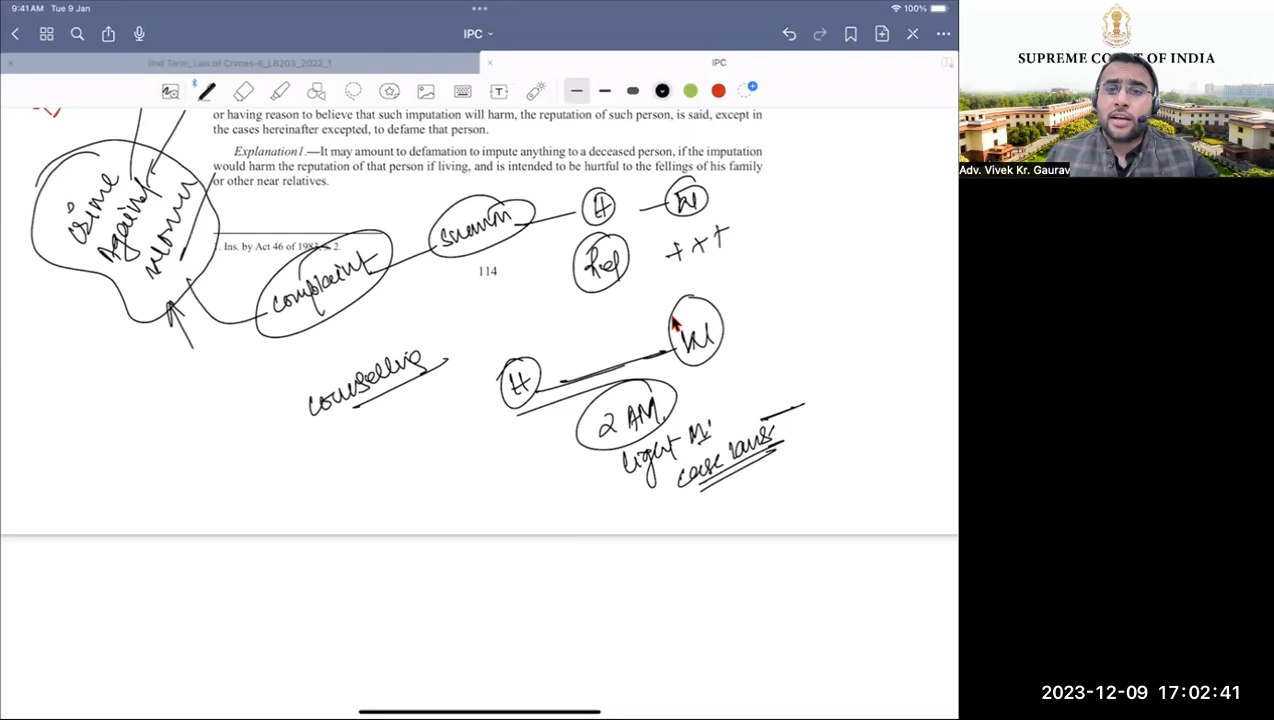 9:41 AM Tue 9 Jan
100%
IPC
IInd Term_Law of Crimes-II_LB203_2022_1
IPC
or having reason to believe that such imputation will harm, the reputation of such person, is said, except in
the cases hereinafter excepted, to defame that person.
Explanation1.—It may amount to defamation to impute anything to a deceased person, if the imputation
would harm the reputation of that person if living, and is intended to be hurtful to the fellings of his family
or other near relatives.
. Ins. by Act 46 of 1983 2.
114
crime
Against
women
complaint
summon
H
W
Rep
+++
counselling
H
W
2 AM
light
case laws
SUPREME COURT OF INDIA
Adv. Vivek Kr. Gaurav
2023-12-09 17:02:41